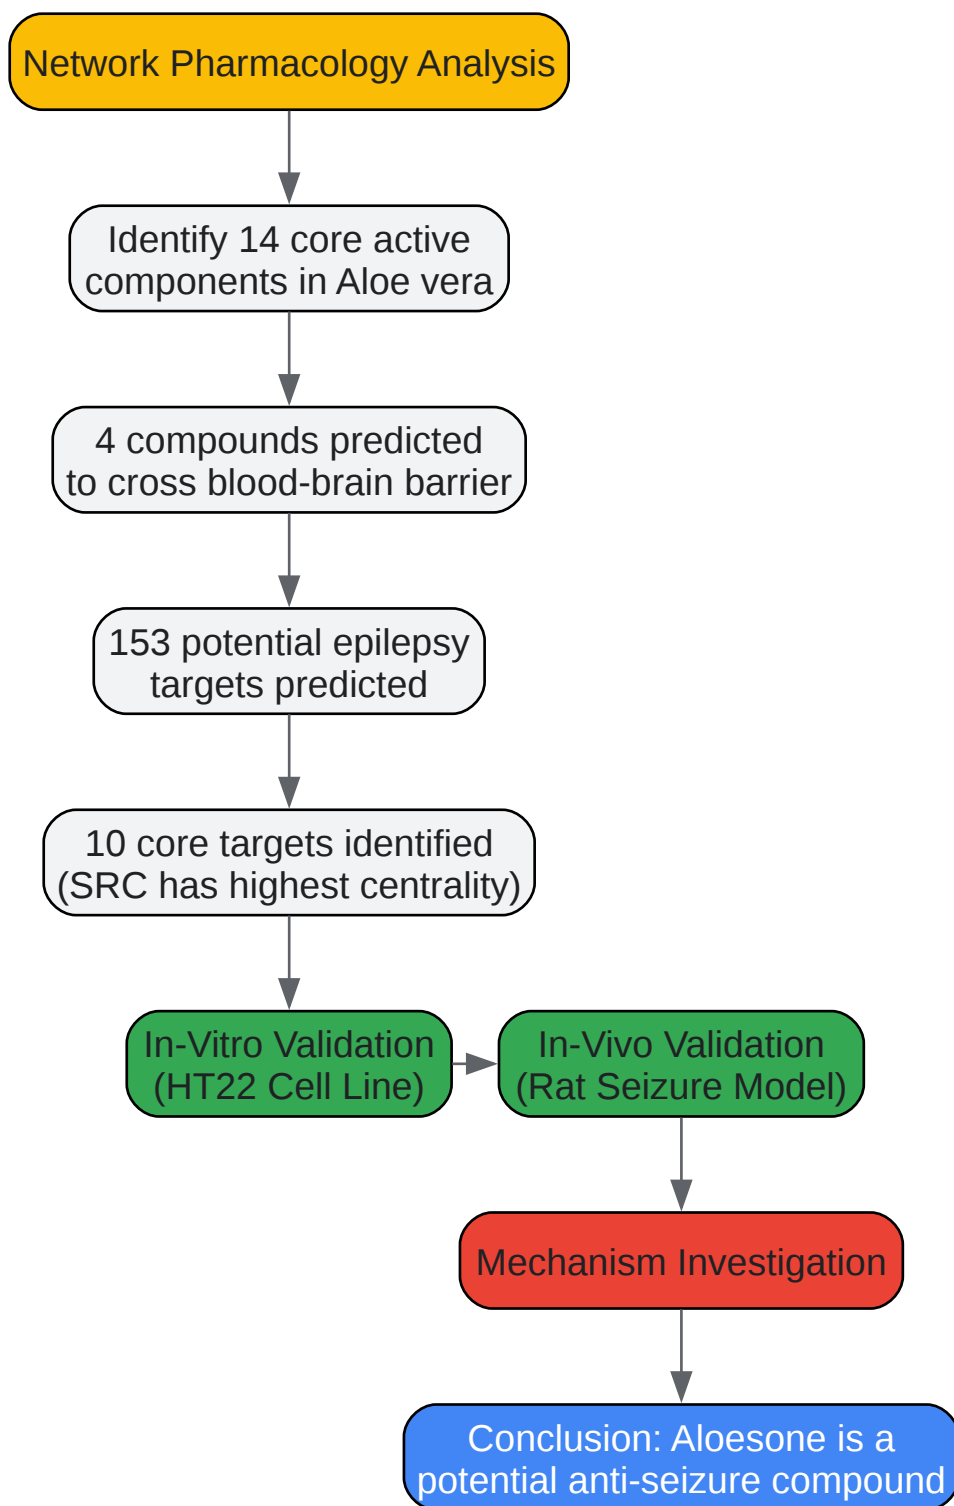 Network Pharmacology Analysis
Identify 14 core active
components in Aloe vera
4 compounds predicted
to cross blood-brain barrier
153 potential epilepsy
targets predicted
10 core targets identified
(SRC has highest centrality)
In-Vitro Validation
(HT22 Cell Line)
In-Vivo Validation
(Rat Seizure Model)
Mechanism Investigation
Conclusion: Aloesone is a
potential anti-seizure compound